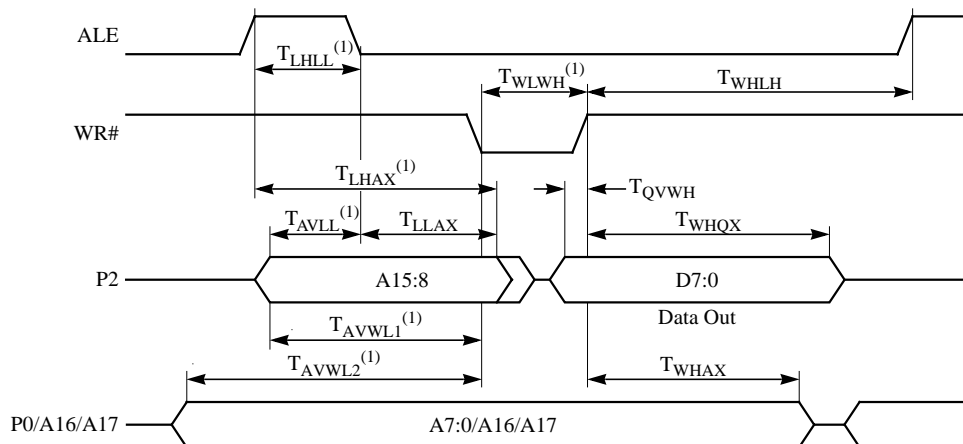 ALE
T_LHLL(1)
T_WLWH(1)
T_WHLH
WR#
T_LHAX(1)
T_QVWH
T_AVLL(1)
T_LLAX
T_WHQX
P2
A15:8
D7:0
Data Out
T_AVWL1(1)
T_AVWL2(1)
T_WHAX
P0/A16/A17
A7:0/A16/A17